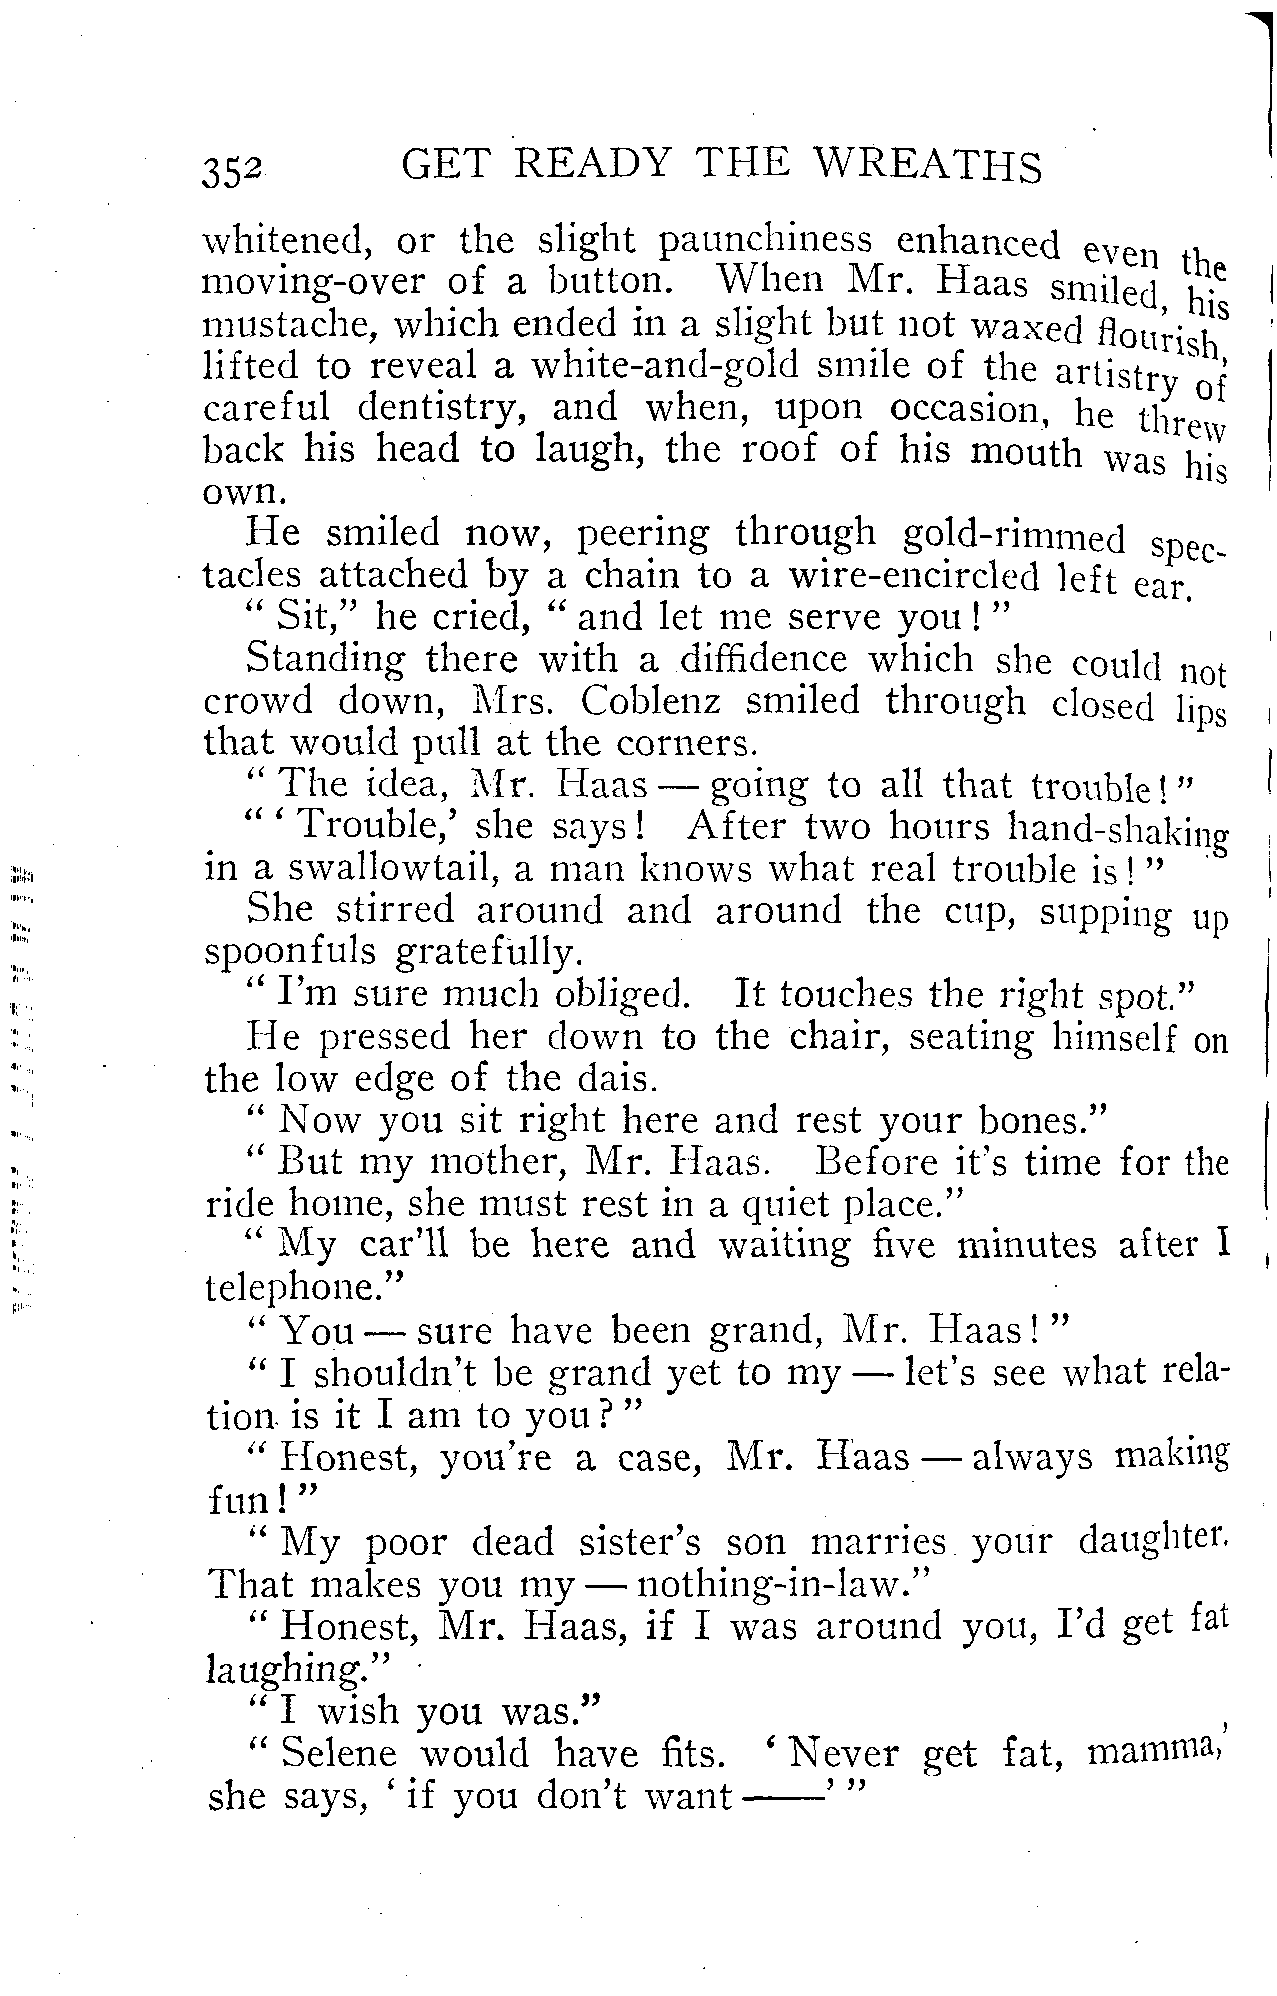 352 GET READY THE WREATHS
whitened, or the slight paunchiness enhanced even the
moving-over of a button. When Mr. Haas smiled, his
mustache, which ended in a slight but not waxed flourish,
lifted to reveal a white-and-gold smile of the artistry of
careful dentistry, and when, upon occasion, he threw
back his head to laugh, the roof of his mouth was his
own.
He smiled now, peering through gold-rimmed spec-
tacles attached by a chain to a wire-encircled left ear.
“ Sit,” he cried, “ and let me serve you ! ”
Standing there with a diffidence which she could not
crowd down, Mrs. Coblenz smiled through closed lips
that would pull at the corners.
“ The idea, Mr. Haas — going to all that trouble! ”
“ ‘ Trouble,’ she says ! After two hours hand-shaking
in a swallowtail, a man knows what real trouble is ! ”
She stirred around and around the cup, supping up
spoonfuls gratefully.
“ I’m sure much obliged. It touches the right spot.”
He pressed her down to the chair, seating himself on
the low edge of the dais.
“ Now you sit right here and rest your bones.”
“ But my mother, Mr. Haas. Before it’s time for the
ride home, she must rest in a quiet place.”
“ My car’ll be here and waiting five minutes after I
telephone.”
“ You — sure have been grand, Mr. Haas! ”
“ I shouldn’t be grand yet to my — let’s see what rela-
tion is it I am to you ? ”
“ Honest, you’re a case, Mr. Haas — always making
fun ! ”
“ My poor dead sister’s son marries your daughter.
That makes you my — nothing-in-law.”
“ Honest, Mr. Haas, if I was around you, I’d get fat
laughing.”
“ I wish you was.”
“ Selene would have fits. ‘ Never get fat, mamma,’
she says, ‘ if you don’t want ——’ ”